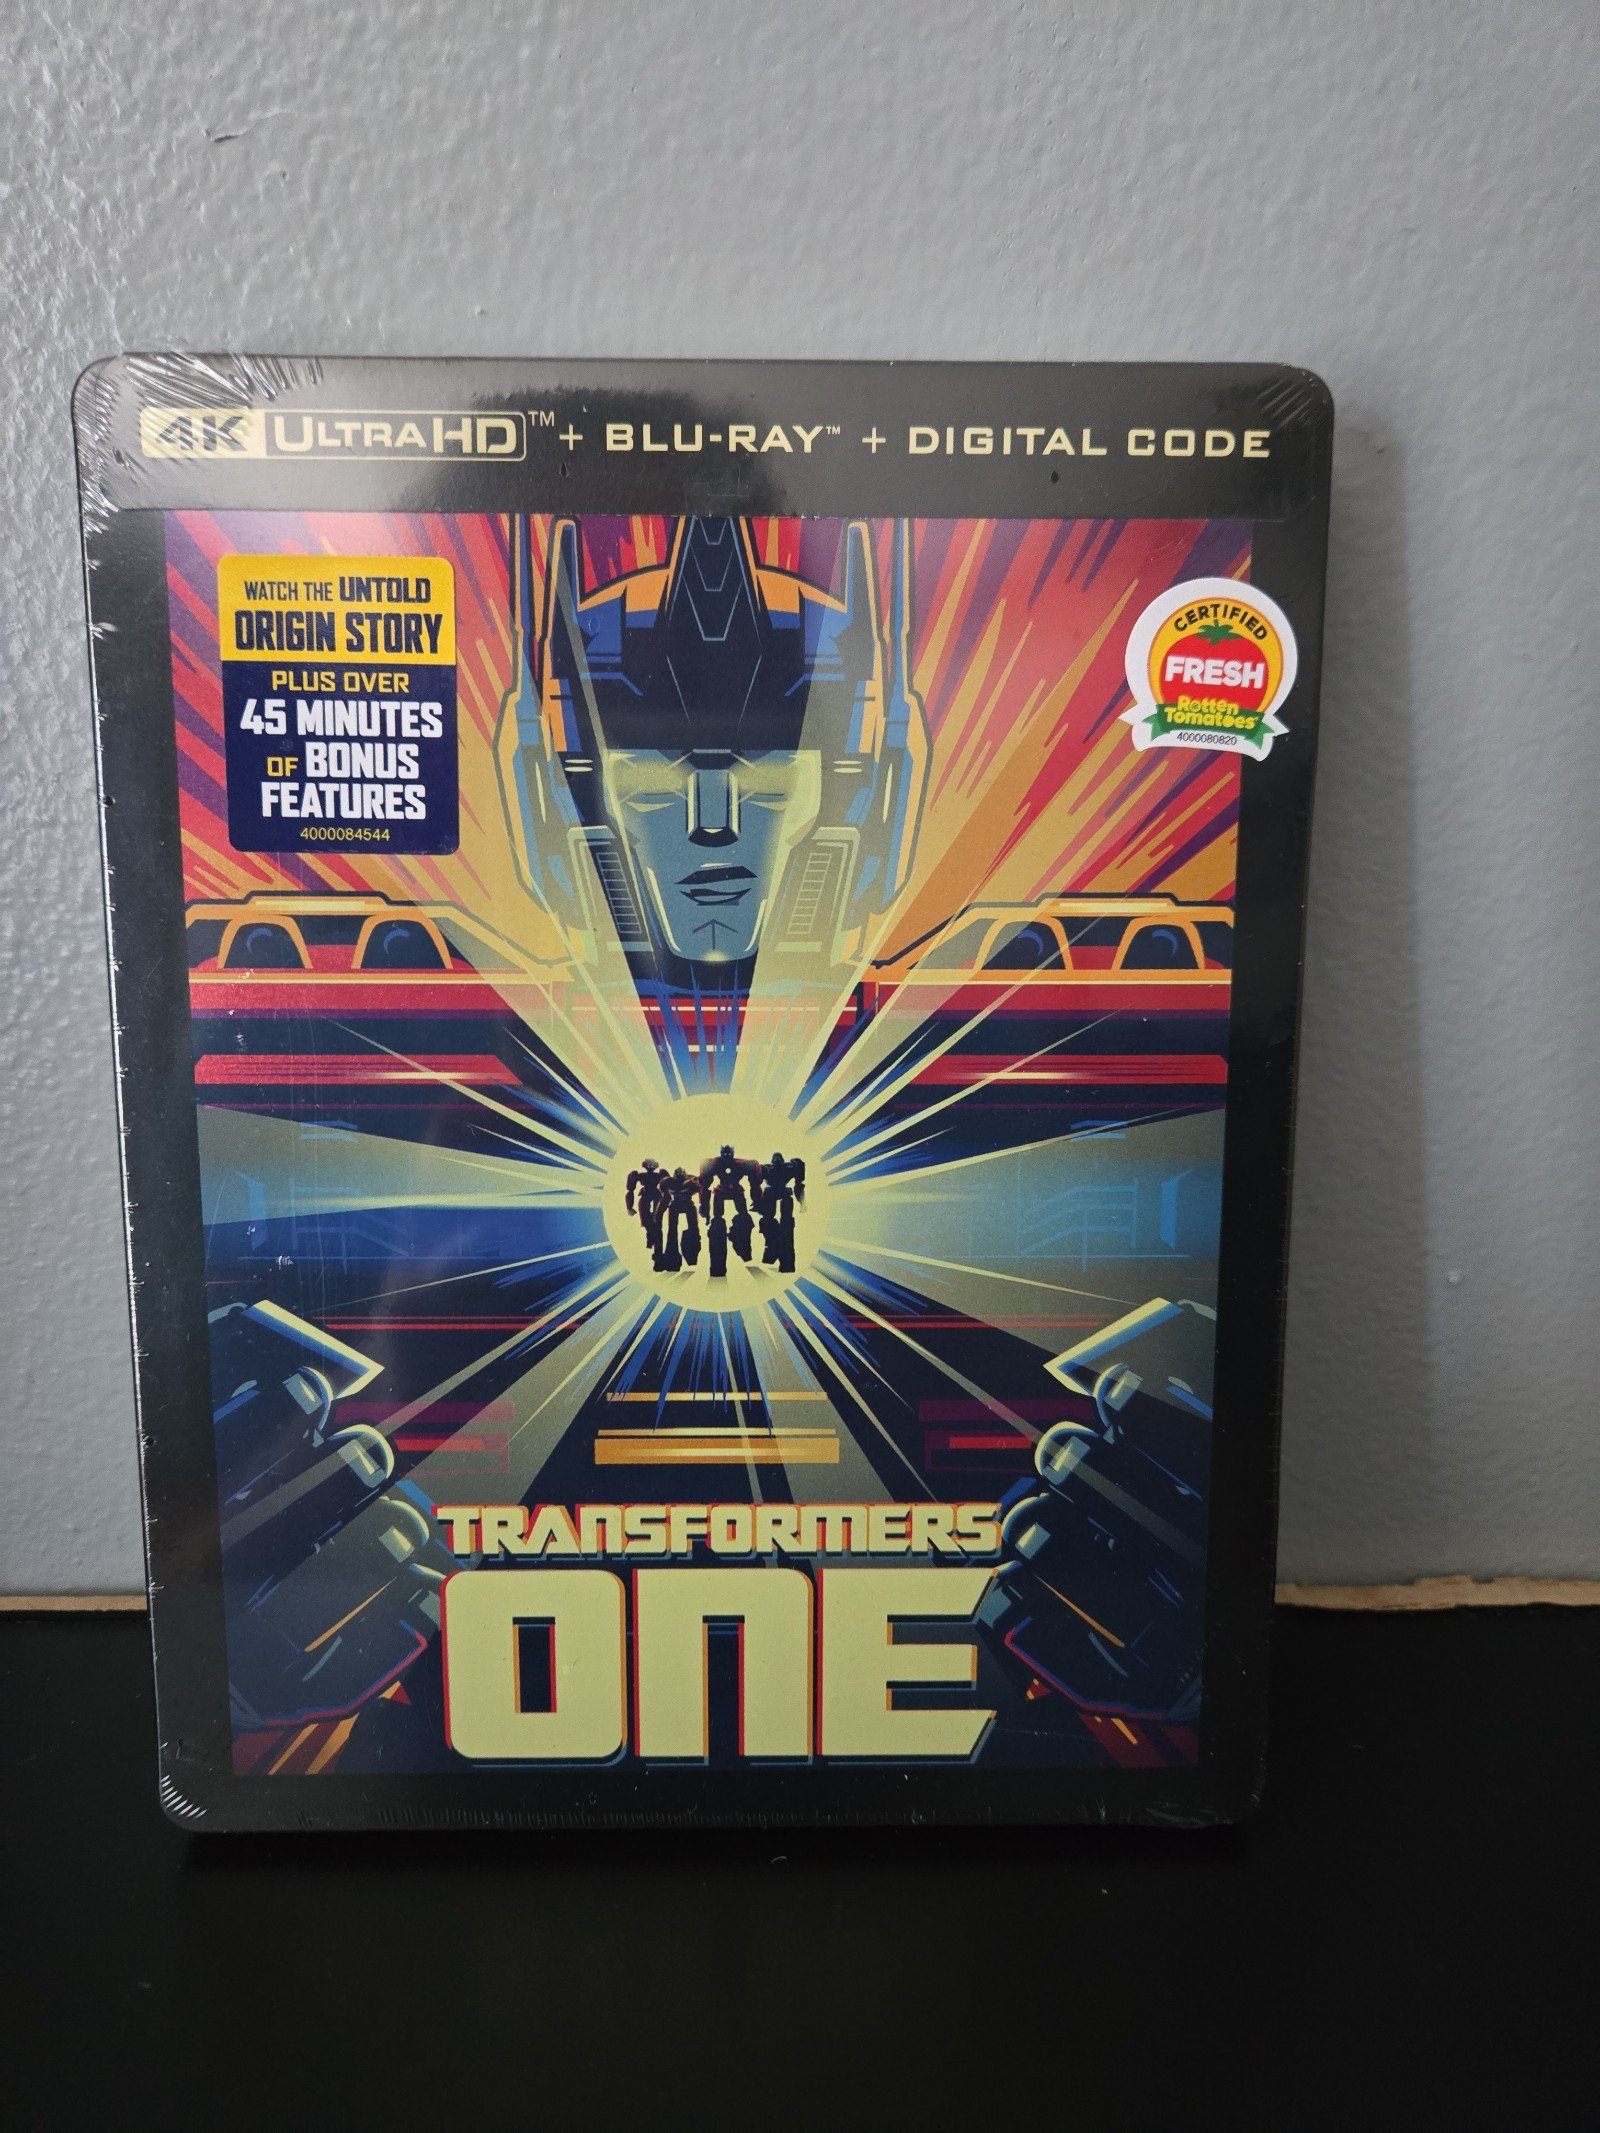 4K ULTRA HD™ + BLU-RAY™ + DIGITAL CODE
WATCH THE UNTOLD
ORIGIN STORY
PLUS OVER
45 MINUTES
OF BONUS
FEATURES
4000084544
CERTIFIED
FRESH
Rotten
Tomatoes
4000080820
TRANSFORMERS
ONE